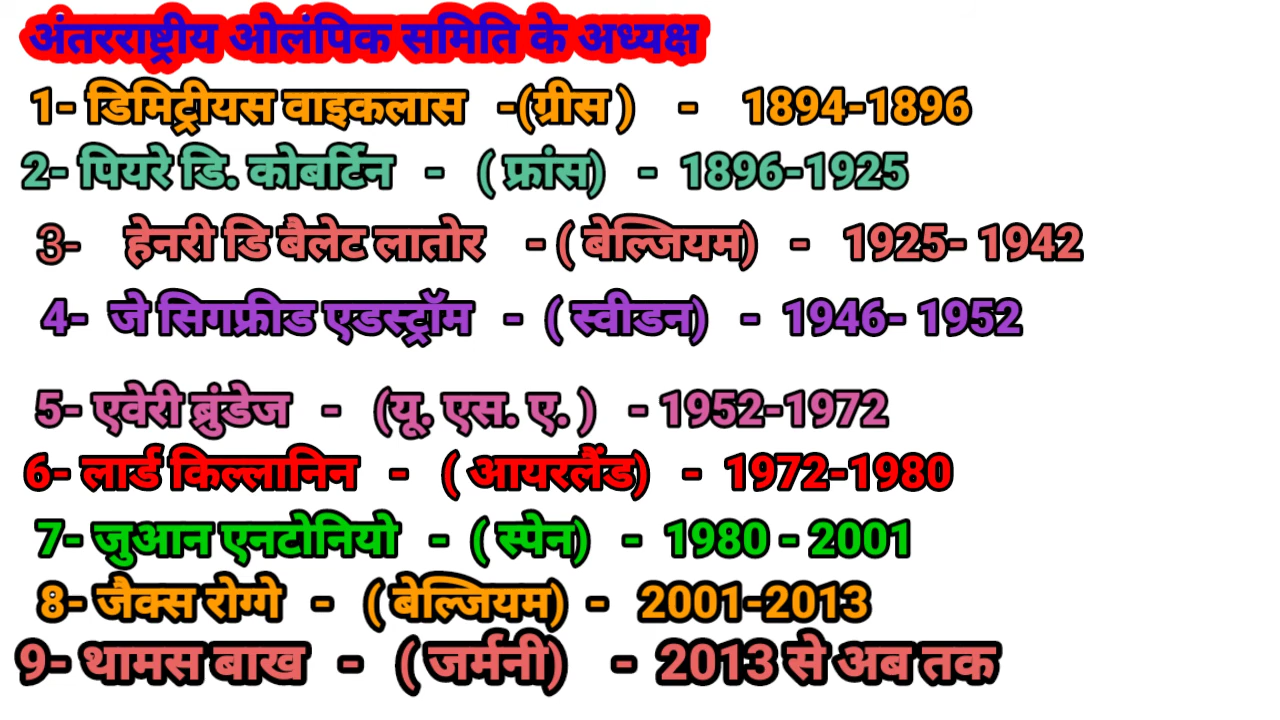 अंतरराष्ट्रीय ओलंपिक समिति के अध्यक्ष
1- डिमिट्रीयस वाइकलास -(ग्रीस ) - 1894-1896
2- पियरे डि. कोबर्टिन - ( फ्रांस) - 1896-1925
3- हेनरी डि बैलेट लातोर - ( बेल्जियम) - 1925- 1942
4- जे सिगफ्रीड एडस्ट्रॉम - ( स्वीडन) - 1946- 1952
5- एवेरी ब्रुंडेज - (यू. एस. ए. ) - 1952-1972
6- लार्ड किल्लानिन - ( आयरलैंड) - 1972-1980
7- जुआन एनटोनियो - ( स्पेन) - 1980 - 2001
8- जैक्स रोग्गे - ( बेल्जियम) - 2001-2013
9- थामस बाख - ( जर्मनी) - 2013 से अब तक